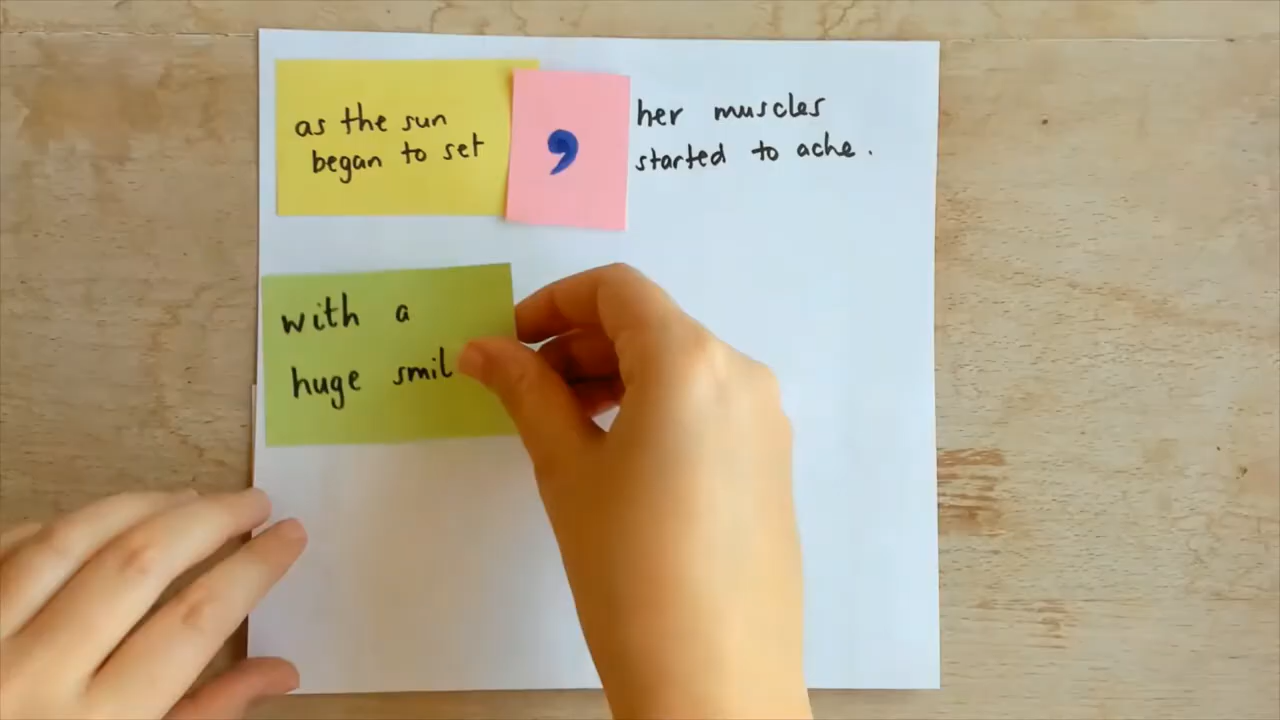 as the sun
began to set
,
her muscles
started to ache.
with a
huge smil